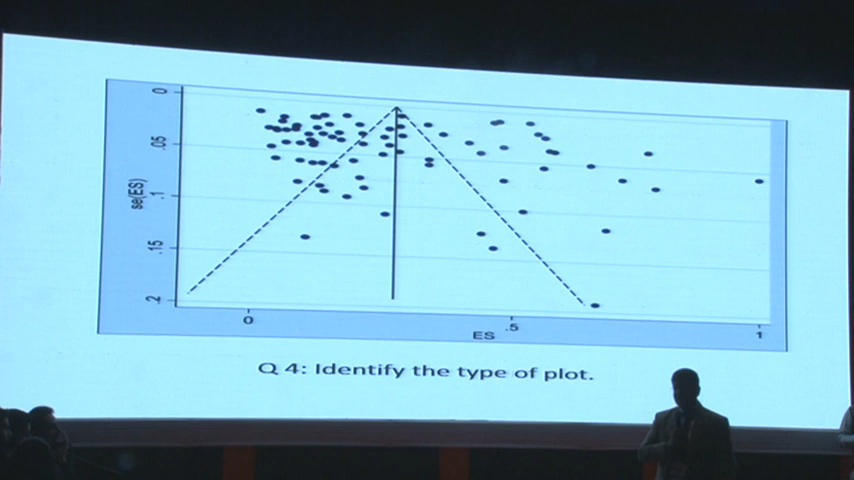 0
.05
.1
.15
.2
se(ES)
0
.5
1
ES
Q 4: Identify the type of plot.